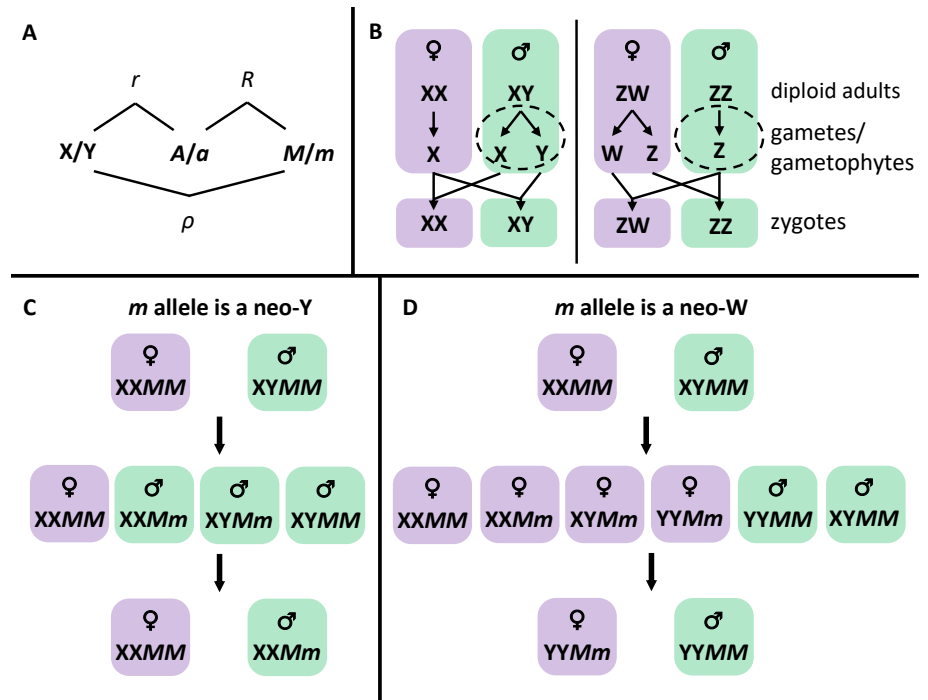 A
r R
X/Y A/a M/m
ρ
B
♀ ♂ ♀ ♂
XX XY ZW ZZ diploid adults
X X Y W Z Z gametes/
gametophytes
XX XY ZW ZZ zygotes
C m allele is a neo-Y
♀ ♂
XXMM XYMM
♀ ♂ ♂ ♂
XXMM XXMm XYMm XYMM
♀ ♂
XXMM XXMm
D m allele is a neo-W
♀ ♂
XXMM XYMM
♀ ♀ ♀ ♀ ♂ ♂
XXMM XXMm XYMm YYMm YYMM XYMM
♀ ♂
YYMm YYMM